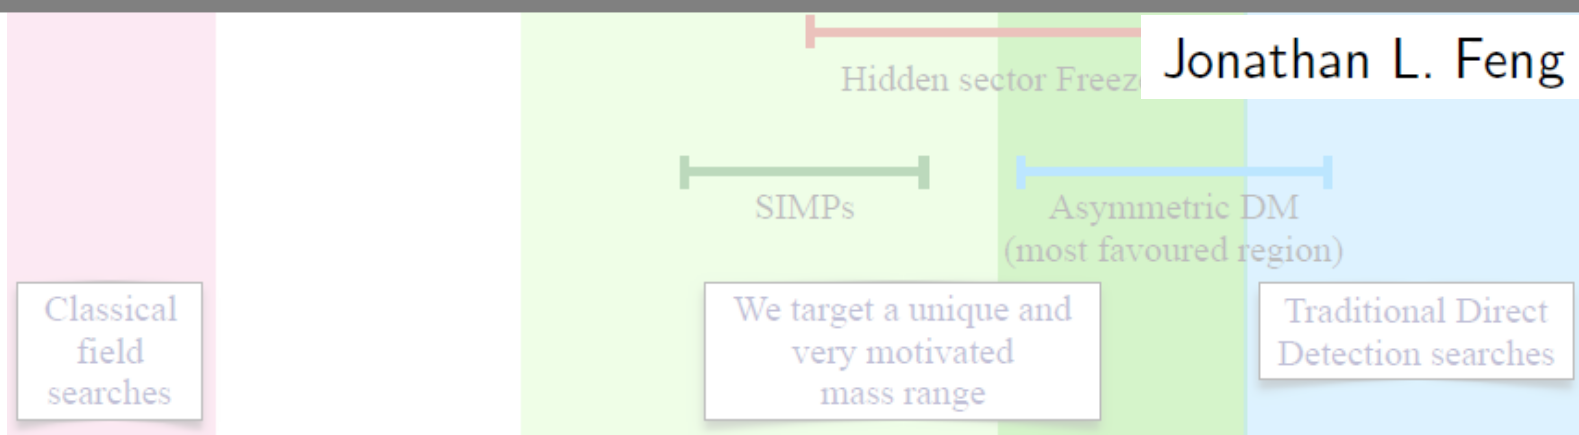 Jonathan L. Feng
Hidden sector
SIMPs
Asymmetric DM
(most favoured region)
Classical
field
searches
We target a unique and
very motivated
mass range
Traditional Direct
Detection searches